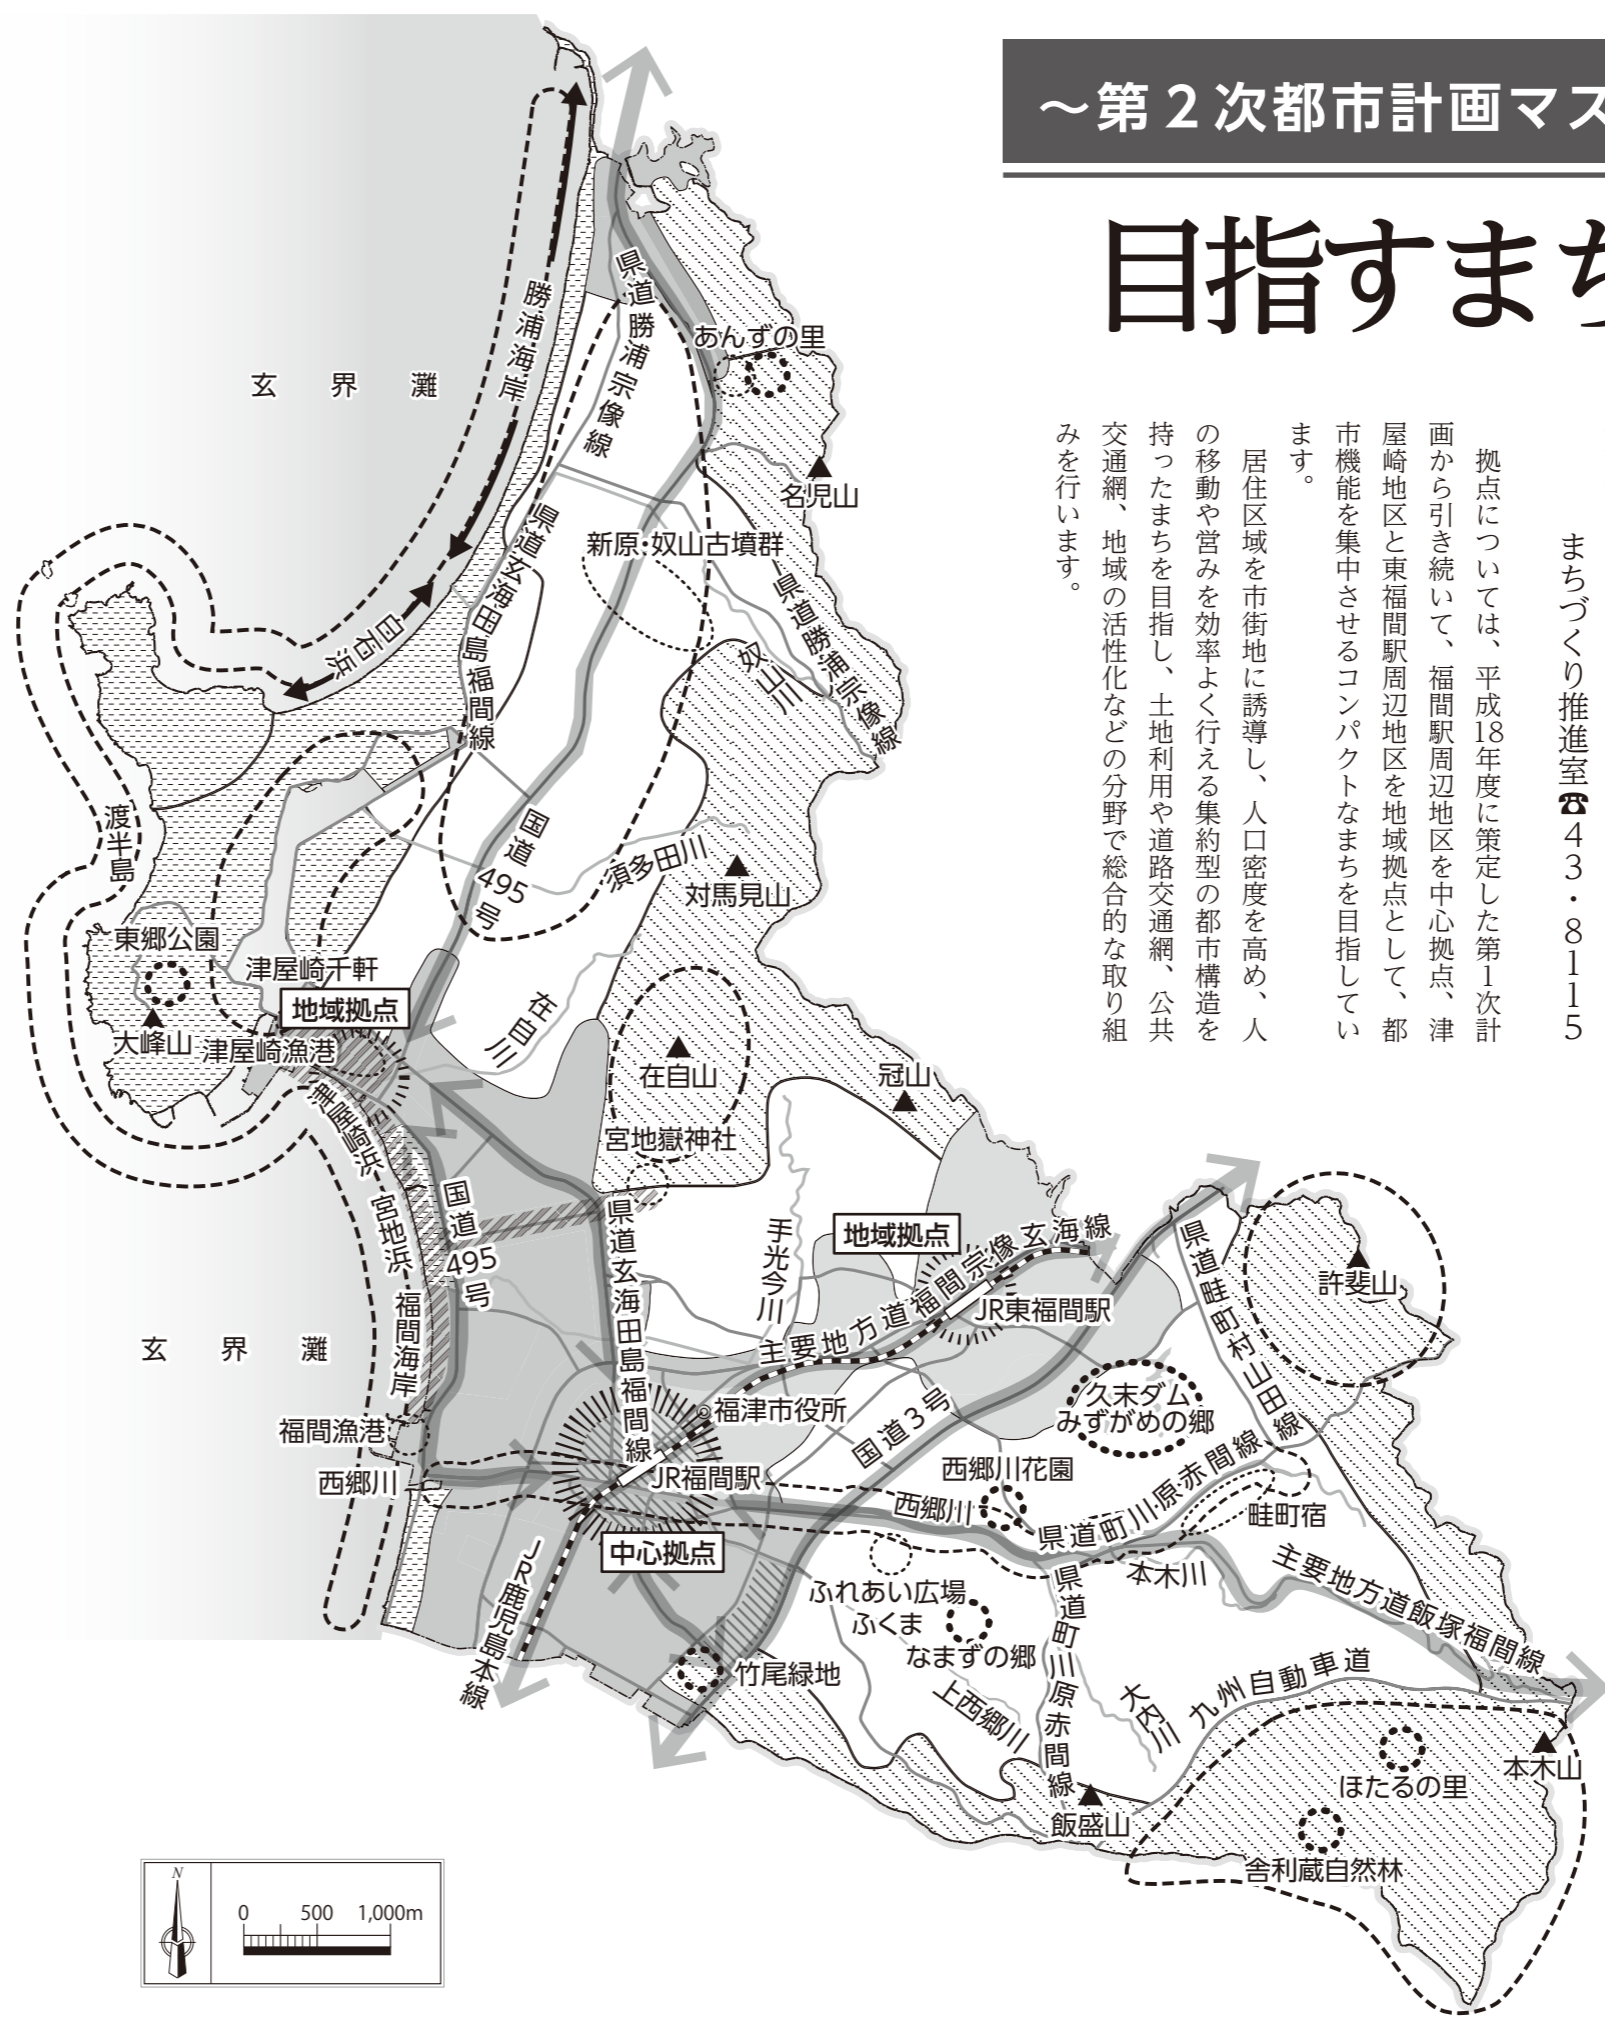 ～第２次都市計画マス
目指すまち
まちづくり推進室☎４３・８１１５
拠点については、平成18年度に策定した第1次計
画から引き続いて、福間駅周辺地区を中心拠点、津
屋崎地区と東福間駅周辺地区を地域拠点として、都
市機能を集中させるコンパクトなまちを目指してい
ます。
居住区域を市街地に誘導し、人口密度を高め、人
の移動や営みを効率よく行える集約型の都市構造を
持ったまちを目指し、土地利用や道路交通網、公共
交通網、地域の活性化などの分野で総合的な取り組
みを行います。
玄界灘
勝浦海岸
県道勝浦宗像線
あんずの里
名児山
新原・奴山古墳群
県道玄海田島福間線
県道勝浦宗像線
奴山川
白石浜
渡半島
国道495号
須多田川
対馬見山
東郷公園
津屋崎千軒
地域拠点
大峰山
津屋崎漁港
在自川
在自山
冠山
宮地嶽神社
津屋崎浜
宮地浜
国道495号
福間海岸
県道玄海田島福間線
手光今川
地域拠点
主要地方道福間宗像玄海線
JR東福間駅
県道畦町村山田線
許斐山
玄界灘
福津市役所
国道3号
久末ダム
みずがめの郷
福間漁港
西郷川
JR福間駅
西郷川花園
西郷川
県道町川原赤間線
畦町宿
中心拠点
JR鹿児島本線
ふれあい広場
ふくま
なまずの郷
本木川
県道町川原赤間線
主要地方道飯塚福間線
竹尾緑地
上西郷川
大内川
九州自動車道
本木山
ほたるの里
飯盛山
舎利蔵自然林
N
0 500 1,000m